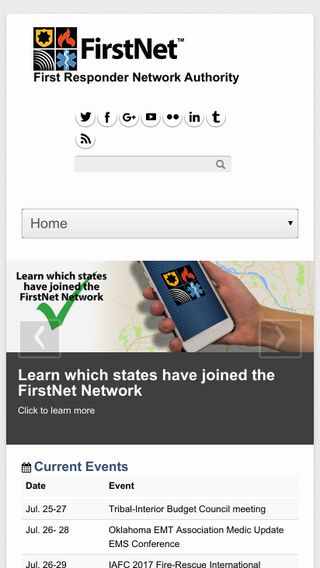 FirstNet™
First Responder Network Authority
Home
Learn which states
have joined the
FirstNet Network
Learn which states have joined the
FirstNet Network
Click to learn more
Current Events
Date Event
Jul. 25-27 Tribal-Interior Budget Council meeting
Jul. 26- 28 Oklahoma EMT Association Medic Update
EMS Conference
Jul. 26-29 IAFC 2017 Fire-Rescue International